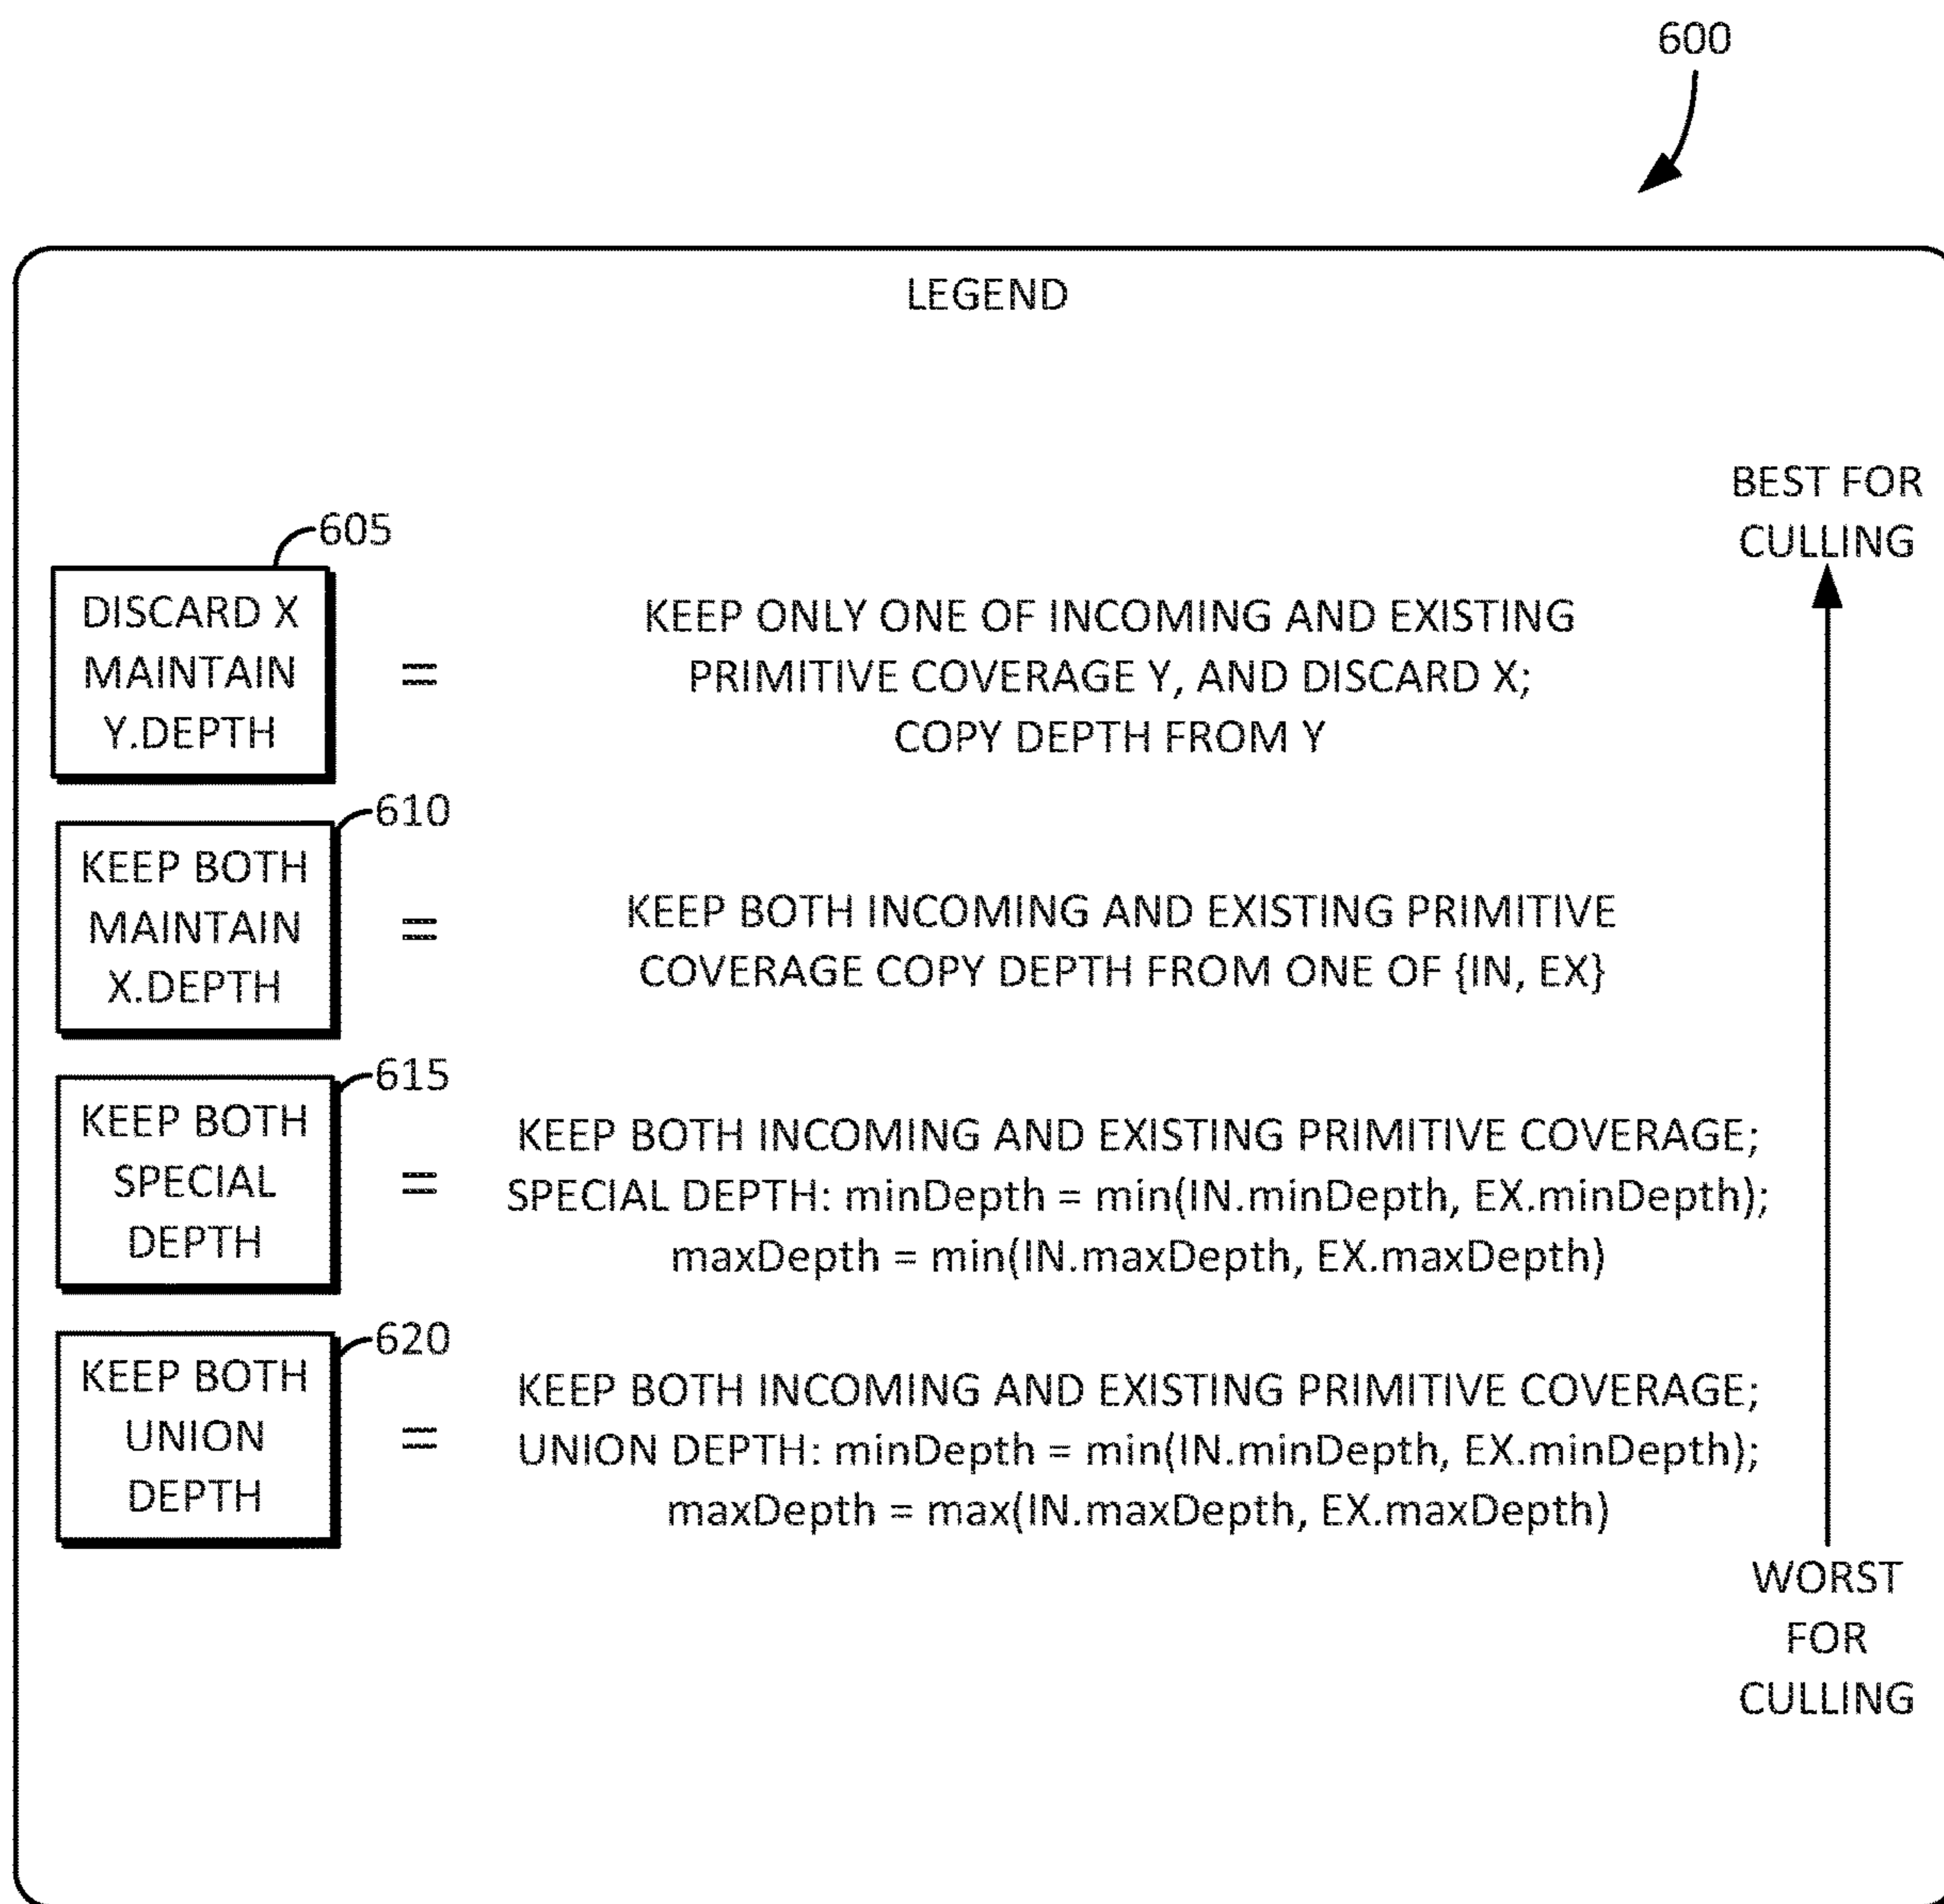 600
LEGEND
BEST FOR
CULLING
605
DISCARD X
MAINTAIN
Y.DEPTH
=
KEEP ONLY ONE OF INCOMING AND EXISTING
PRIMITIVE COVERAGE Y, AND DISCARD X;
COPY DEPTH FROM Y
610
KEEP BOTH
MAINTAIN
X.DEPTH
=
KEEP BOTH INCOMING AND EXISTING PRIMITIVE
COVERAGE COPY DEPTH FROM ONE OF {IN, EX}
615
KEEP BOTH
SPECIAL
DEPTH
=
KEEP BOTH INCOMING AND EXISTING PRIMITIVE COVERAGE;
SPECIAL DEPTH: minDepth = min(IN.minDepth, EX.minDepth);
maxDepth = min(IN.maxDepth, EX.maxDepth)
620
KEEP BOTH
UNION
DEPTH
=
KEEP BOTH INCOMING AND EXISTING PRIMITIVE COVERAGE;
UNION DEPTH: minDepth = min(IN.minDepth, EX.minDepth);
maxDepth = max(IN.maxDepth, EX.maxDepth)
WORST
FOR
CULLING